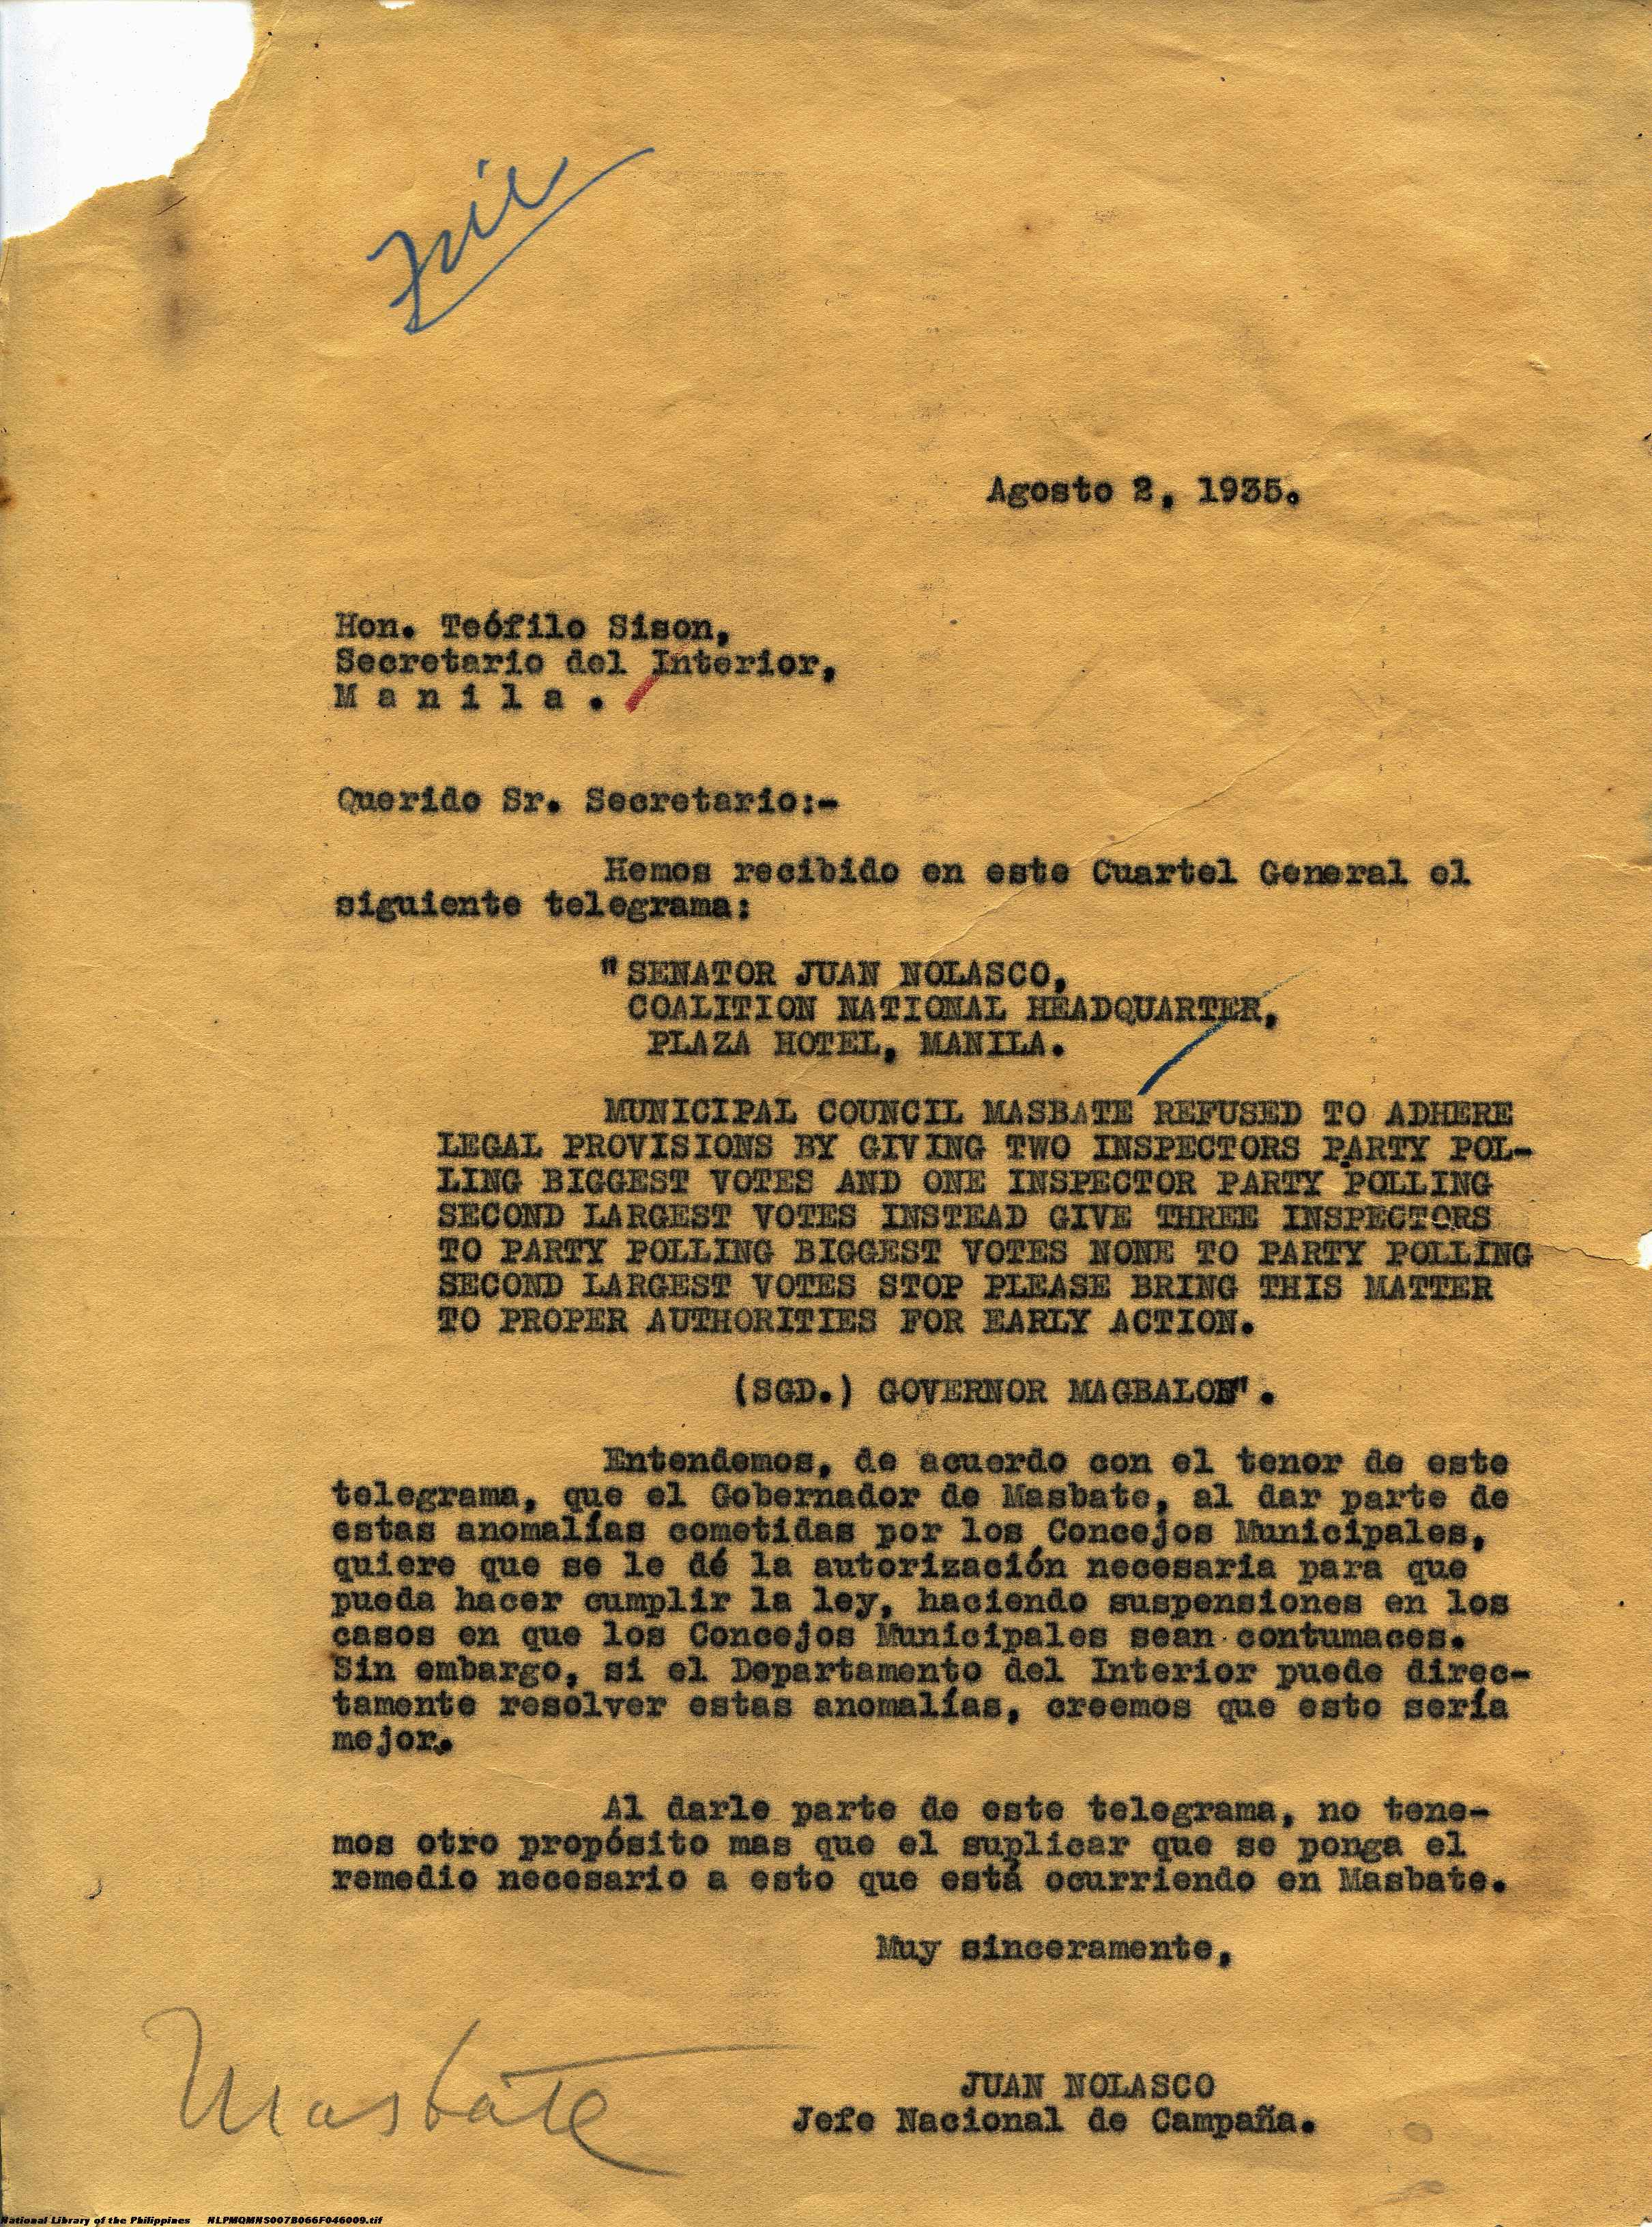 Agosto 2, 1935.
Hon. Teófilo Sison,
Secretario del Interior,
M a n i l a .
Querido Sr. Secretario:-
Hemos recibido en este Cuartel General el
siguiente telegrama:
"SENATOR JUAN NOLASCO,
COALITION NATIONAL HEADQUARTER,
PLAZA HOTEL, MANILA.
MUNICIPAL COUNCIL MASBATE REFUSED TO ADHERE
LEGAL PROVISIONS BY GIVING TWO INSPECTORS PARTY POL-
LING BIGGEST VOTES AND ONE INSPECTOR PARTY POLLING
SECOND LARGEST VOTES INSTEAD GIVE THREE INSPECTORS
TO PARTY POLLING BIGGEST VOTES NONE TO PARTY POLLING
SECOND LARGEST VOTES STOP PLEASE BRING THIS MATTER
TO PROPER AUTHORITIES FOR EARLY ACTION.
(SGD.) GOVERNOR MAGBALON".
Entendemos, de acuerdo con el tenor de este
telegrama, que el Gobernador de Masbate, al dar parte de
estas anomalías cometidas por los Concejos Municipales,
quiere que se le dé la autorización necesaria para que
pueda hacer cumplir la ley, haciendo suspensiones en los
casos en que los Concejos Municipales sean contumaces.
Sin embargo, si el Departamento del Interior puede direc-
tamente resolver estas anomalías, creemos que esto sería
mejor.
Al darle parte de este telegrama, no tene-
mos otro propósito mas que el suplicar que se ponga el
remedio necesario a esto que está ocurriendo en Masbate.
Muy sinceramente,
JUAN NOLASCO
Jefe Nacional de Campaña.
Masbate
National Library of the Philippines NLPMQMNS007B066F046009.tif